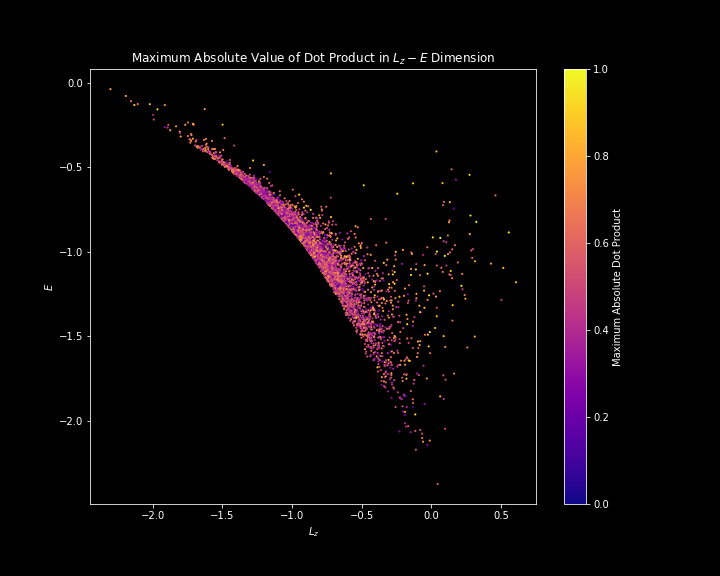 Maximum Absolute Value of Dot Product in $L_z - E$ Dimension
0.0
−0.5
−1.0
−1.5
−2.0
E
−2.0 −1.5 −1.0 −0.5 0.0 0.5
$L_z$
1.0
0.8
0.6
0.4
0.2
0.0
Maximum Absolute Dot Product